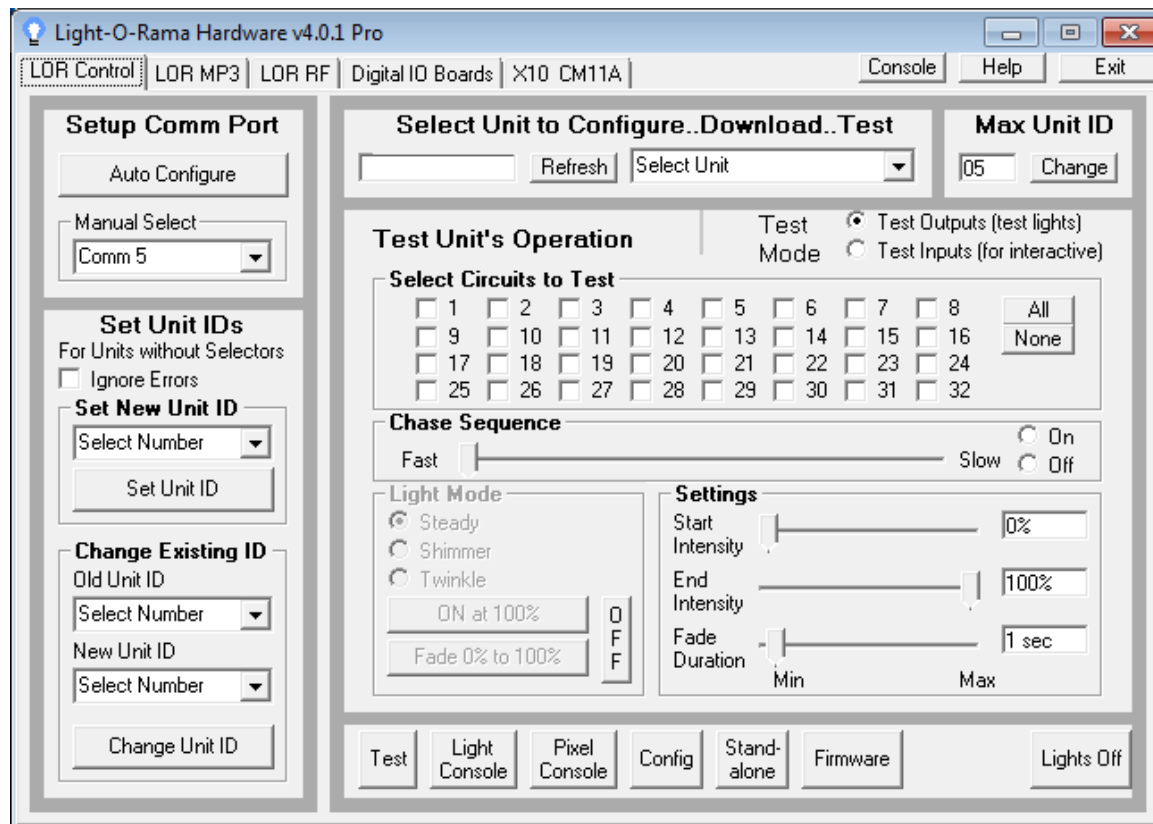 Light-O-Rama Hardware v4.0.1 Pro
LOR Control LOR MP3 LOR RF Digital IO Boards X10 CM11A Console Help Exit
Setup Comm Port
Auto Configure
Manual Select
Comm 5
Set Unit IDs
For Units without Selectors
Ignore Errors
Set New Unit ID
Select Number
Set Unit ID
Change Existing ID
Old Unit ID
Select Number
New Unit ID
Select Number
Change Unit ID
Select Unit to Configure..Download..Test
Refresh Select Unit
Max Unit ID
05 Change
Test Unit's Operation
Test Mode
Test Outputs (test lights)
Test Inputs (for interactive)
Select Circuits to Test
1 2 3 4 5 6 7 8 All
9 10 11 12 13 14 15 16 None
17 18 19 20 21 22 23 24
25 26 27 28 29 30 31 32
Chase Sequence
Fast Slow
On
Off
Light Mode
Steady
Shimmer
Twinkle
ON at 100%
Fade 0% to 100%
OFF
Settings
Start Intensity 0%
End Intensity 100%
Fade Duration 1 sec
Min Max
Test
Light Console
Pixel Console
Config
Stand-alone
Firmware
Lights Off